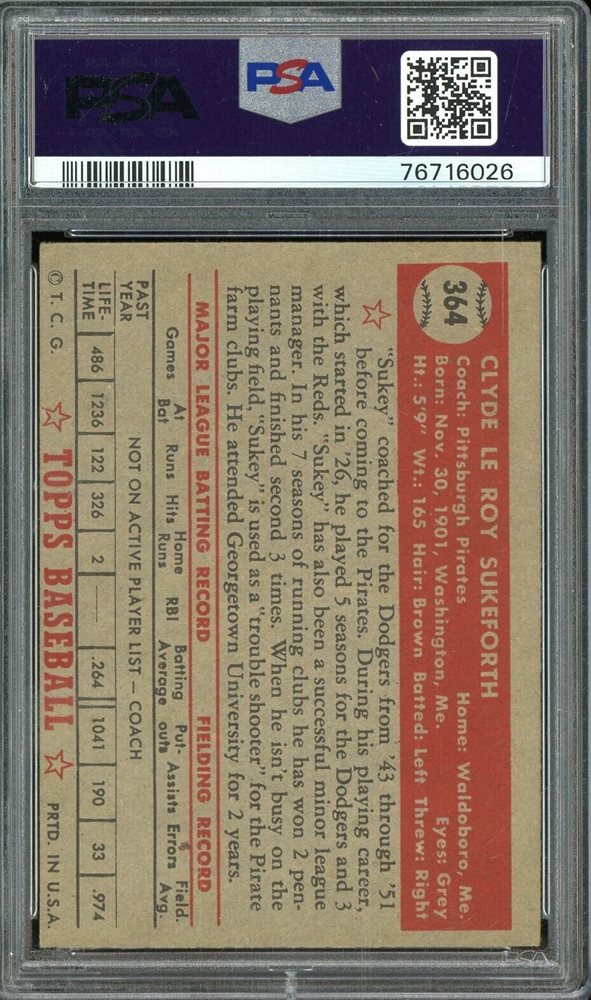 PSA
PSA
76716026
364
CLYDE LE ROY SUKEFORTH
Coach: Pittsburgh Pirates Home: Waldoboro, Me.
Born: Nov. 30, 1901, Washington, Me. Eyes: Grey
Ht.: 5'9" Wt.: 165 Hair: Brown Batted: Left Threw: Right
"Sukey" coached for the Dodgers from '43 through '51
before coming to the Pirates. During his playing career,
which started in '26, he played 5 seasons for the Dodgers and 3
with the Reds. "Sukey" has also been a successful minor league
manager. In his 7 seasons of running clubs he has won 2 pen-
nants and finished second 3 times. When he isn't busy on the
playing field, "Sukey" is used as a "trouble shooter" for the Pirate
farm clubs. He attended Georgetown University for 2 years.
MAJOR LEAGUE BATTING RECORD FIELDING RECORD
Games At Bat Runs Hits Home Runs RBI Batting Average Put-outs Assists Errors Field. Avg.
PAST YEAR NOT ON ACTIVE PLAYER LIST — COACH
LIFE-TIME 486 1236 122 326 2 — .264 1041 190 33 .974
© T. C. G. TOPPS BASEBALL PRTD. IN U.S.A.
PSA